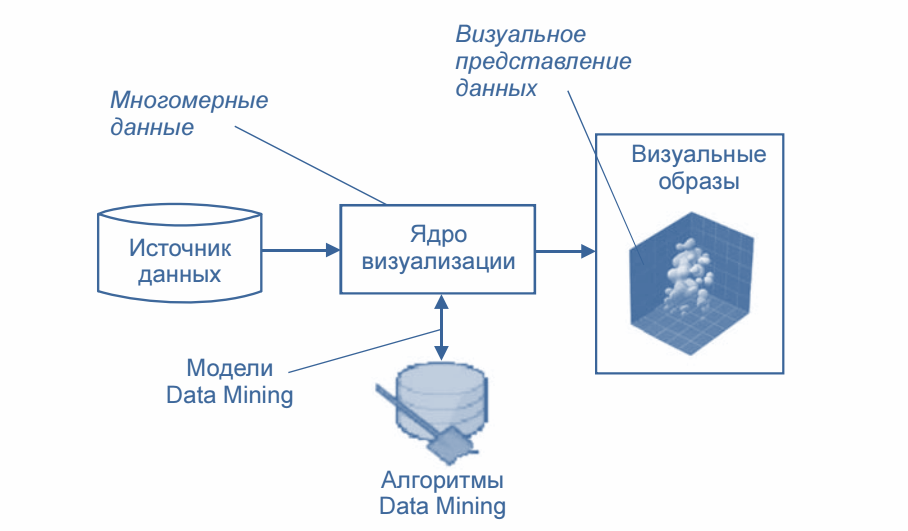 Визуальное
представление
данных
Многомерные
данные
Визуальные
образы
Источник
данных
Ядро
визуализации
Модели
Data Mining
Алгоритмы
Data Mining